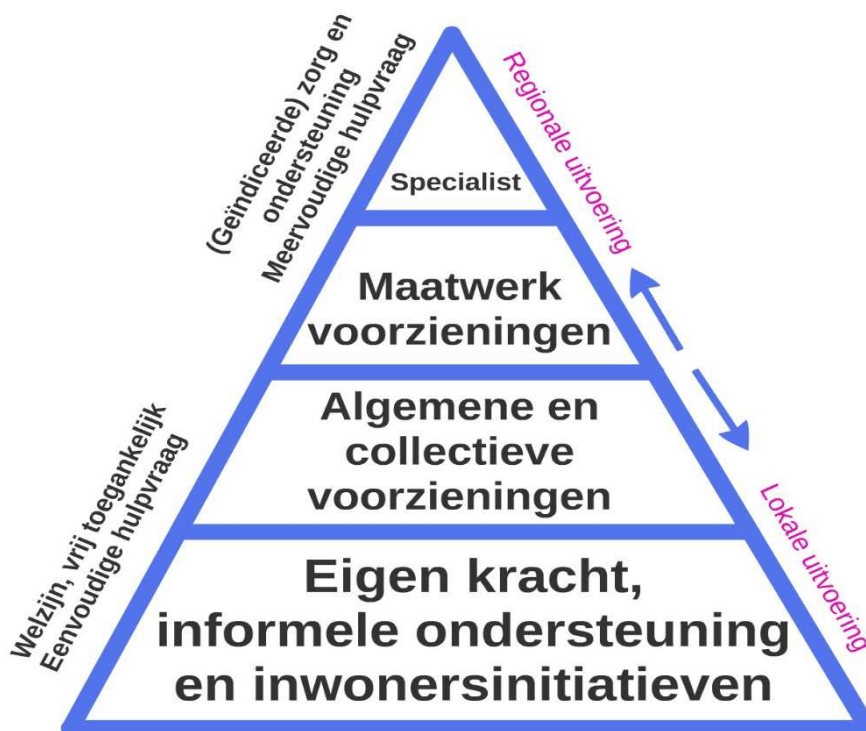 (Geïndiceerde) zorg en
ondersteuning
Meervoudige hulpvraag
Regionale uitvoering
Specialist
Maatwerk
voorzieningen
Algemene en
collectieve
voorzieningen
Welzijn, vrij toegankelijk
Eenvoudige hulpvraag
Lokale uitvoering
Eigen kracht,
informele ondersteuning
en inwonersinitiatieven